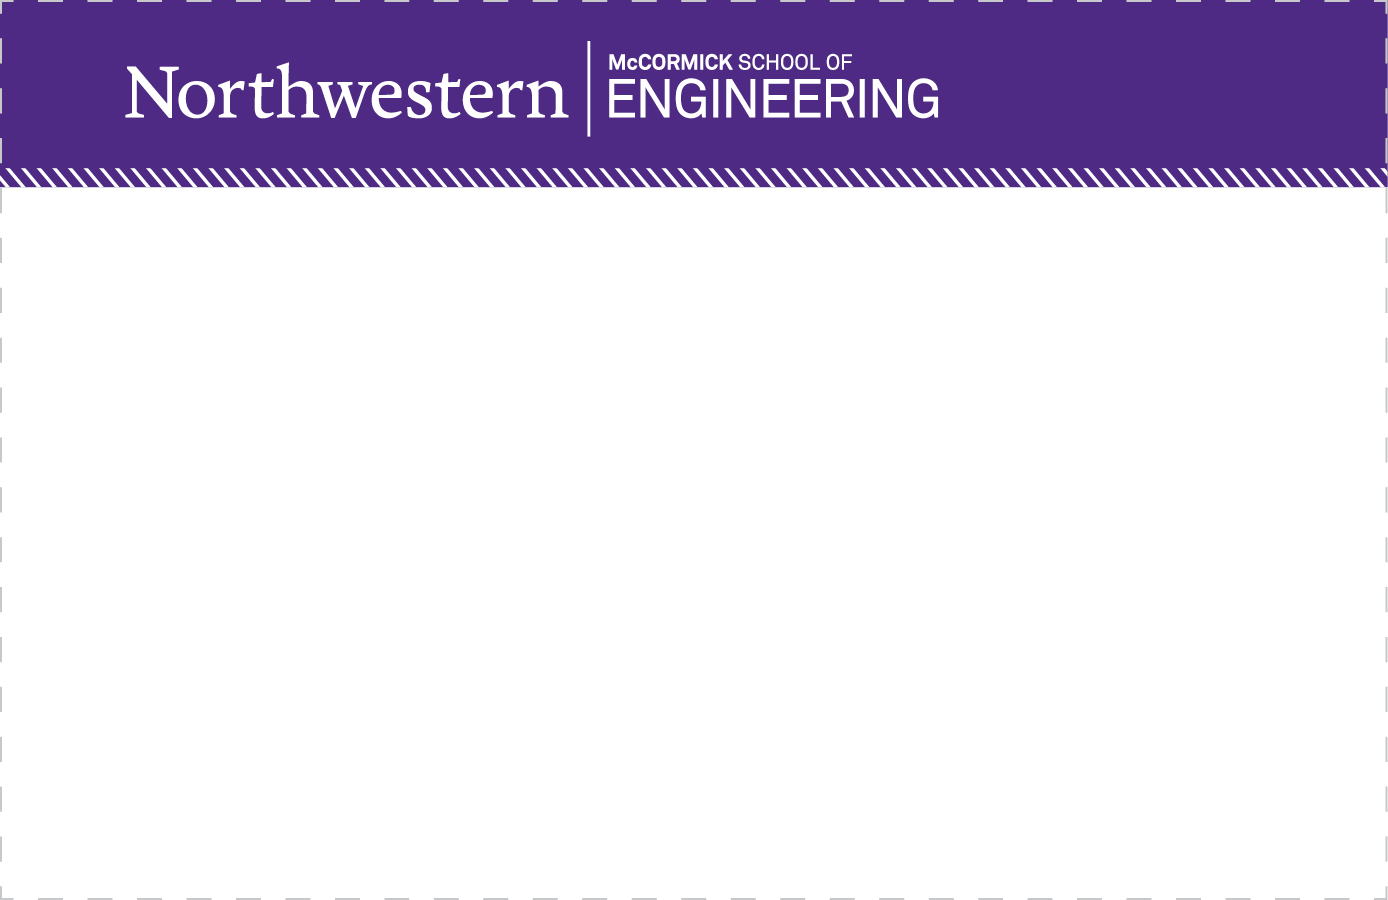 Northwestern
McCORMICK SCHOOL OF
ENGINEERING